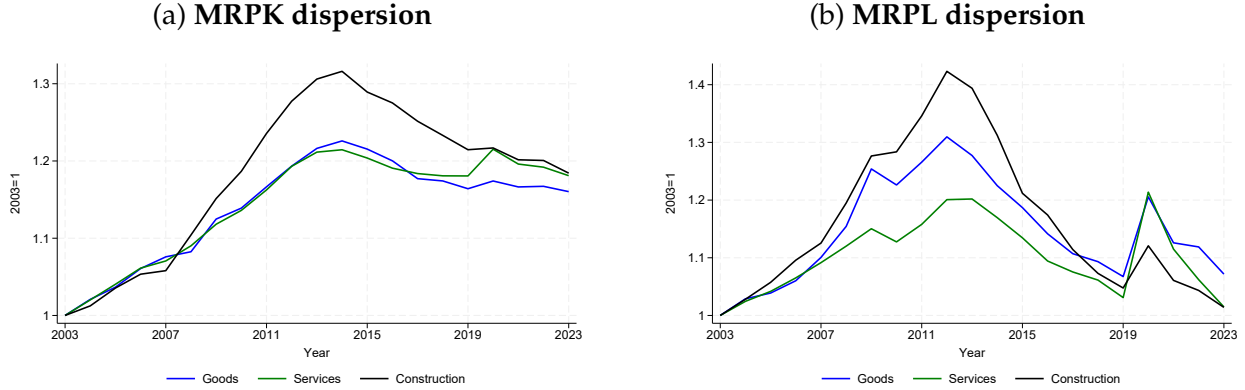 (a) MRPK dispersion
1.3
1.2
1.1
1
2003=1
2003 2007 2011 2015 2019 2023
Year
Goods Services Construction
(b) MRPL dispersion
1.4
1.3
1.2
1.1
1
2003=1
2003 2007 2011 2015 2019 2023
Year
Goods Services Construction